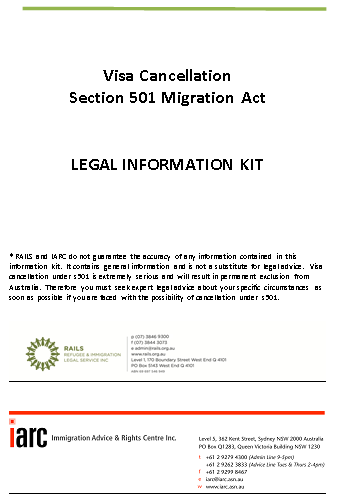 Visa Cancellation
Section 501 Migration Act
LEGAL INFORMATION KIT
* RAILS and IARC do not guarantee the accuracy of any information contained in this
information kit. It contains general information and is not a substitute for legal advice. Visa
cancellation under s501 is extremely serious and will result in permanent exclusion from
Australia. Therefore you must seek expert legal advice about your specific circumstances as
soon as possible if you are faced with the possibility of cancellation under s501.
RAILS
REFUGEE & IMMIGRATION
LEGAL SERVICE INC
p (07) 3846 9300
f (07) 3844 3073
e admin@rails.org.au
www.rails.org.au
Level 1, 170 Boundary Street West End Q 4101
PO Box 5143 West End Q 4101
iarc Immigration Advice & Rights Centre Inc.
Level 5, 362 Kent Street, Sydney NSW 2000 Australia
PO Box Q1283, Queen Victoria Building NSW 1230
t +61 2 9279 4300 (Admin Line 9-5pm)
+61 2 9262 3833 (Advice Line Tues & Thurs 2-4pm)
f +61 2 9299 8467
e iarc@iarc.asn.au
w www.iarc.asn.au